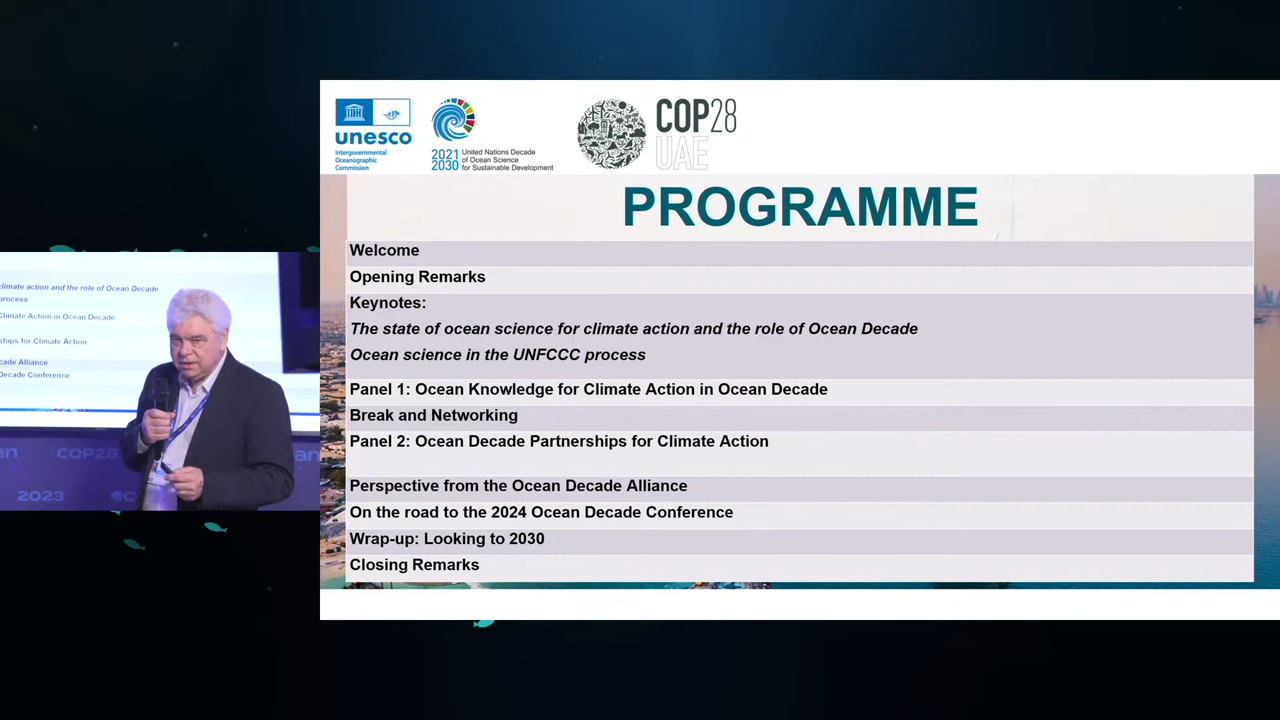 unesco
Intergovernmental
Oceanographic
Commission
2021
2030
United Nations Decade
of Ocean Science
for Sustainable Development
COP28
UAE
PROGRAMME
Welcome
Opening Remarks
Keynotes:
The state of ocean science for climate action and the role of Ocean Decade
Ocean science in the UNFCCC process
Panel 1: Ocean Knowledge for Climate Action in Ocean Decade
Break and Networking
Panel 2: Ocean Decade Partnerships for Climate Action
Perspective from the Ocean Decade Alliance
On the road to the 2024 Ocean Decade Conference
Wrap-up: Looking to 2030
Closing Remarks
climate action and the role of Ocean Decade
process
Climate Action in Ocean Decade
ships for Climate Action
cade Alliance
Decade Conference
an
COP28
an
2023